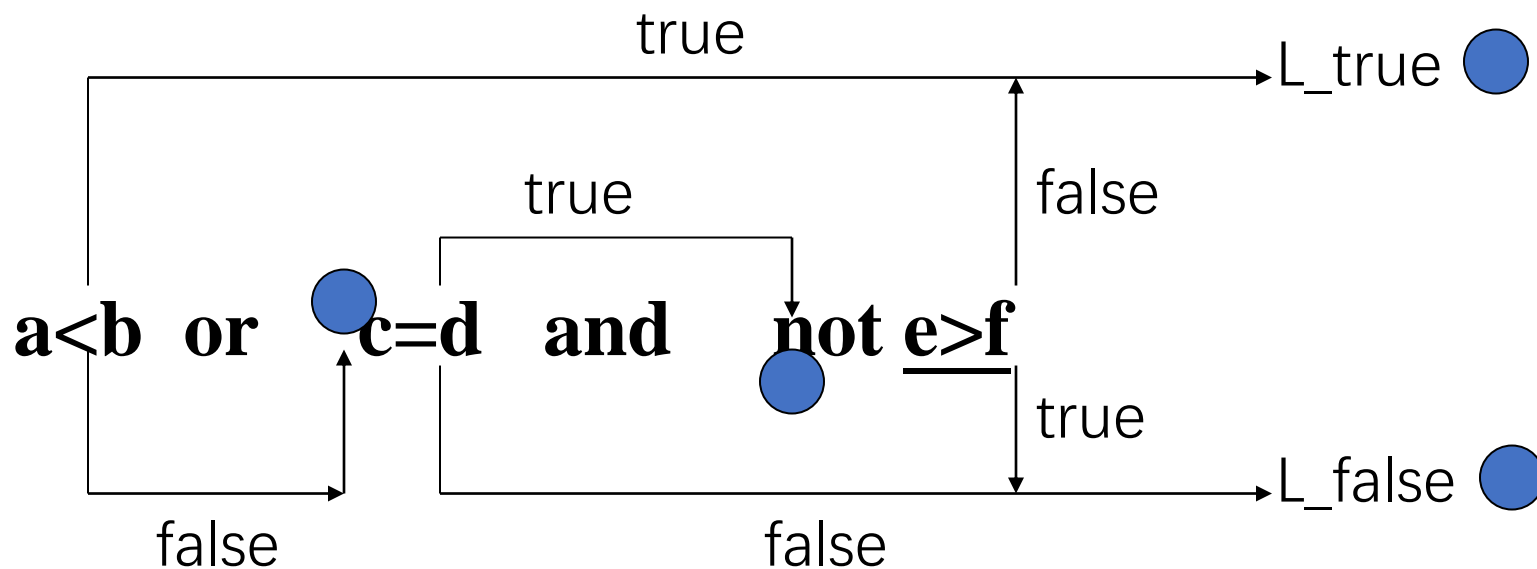 true
L_true
true
false
a<b or c=d and not e>f
true
L_false
false
false